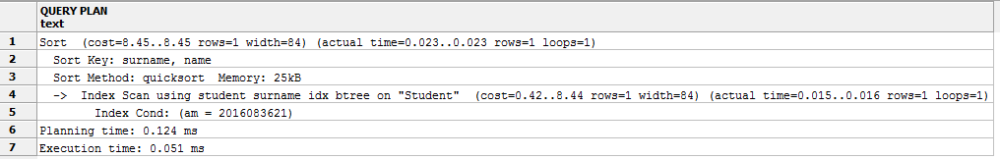 QUERY PLAN
text
1 Sort (cost=8.45..8.45 rows=1 width=84) (actual time=0.023..0.023 rows=1 loops=1)
2 Sort Key: surname, name
3 Sort Method: quicksort Memory: 25kB
4 -> Index Scan using student surname idx btree on "Student" (cost=0.42..8.44 rows=1 width=84) (actual time=0.015..0.016 rows=1 loops=1)
5 Index Cond: (am = 2016083621)
6 Planning time: 0.124 ms
7 Execution time: 0.051 ms